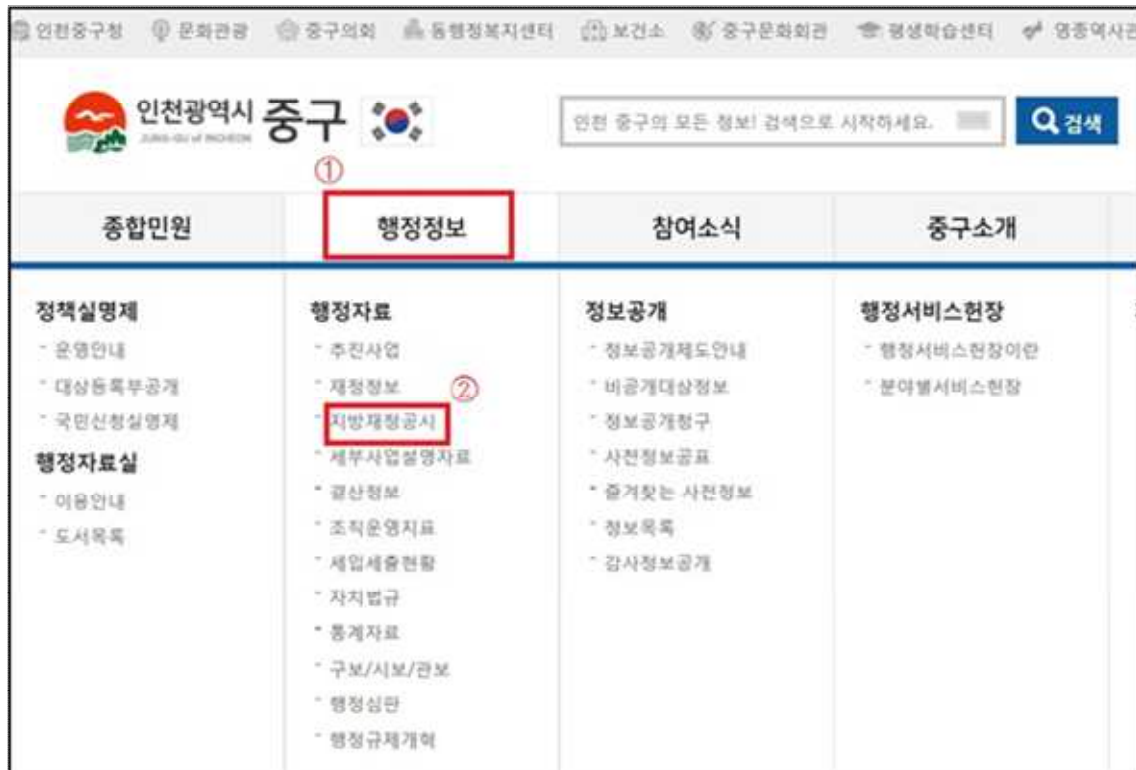 인천중구청 문화관광 중구의회 동행정복지센터 보건소 중구문화회관 평생학습센터 영종역사관
인천광역시 중구
JUNG-GU of INCHEON
인천 중구의 모든 정보! 검색으로 시작하세요. 검색
①
종합민원 행정정보 참여소식 중구소개
정책실명제
운영안내
대상등록부공개
국민신청실명제
행정자료실
이용안내
도서목록
행정자료
추진사업
재정정보
②
지방재정공시
세부사업설명자료
결산정보
조직운영지표
세입세출현황
자치법규
통계자료
구보/시보/관보
행정심판
행정규제개혁
정보공개
정보공개제도안내
비공개대상정보
정보공개청구
사전정보공표
즐겨찾는 사전정보
정보목록
감사정보공개
행정서비스헌장
행정서비스헌장이란
분야별서비스헌장